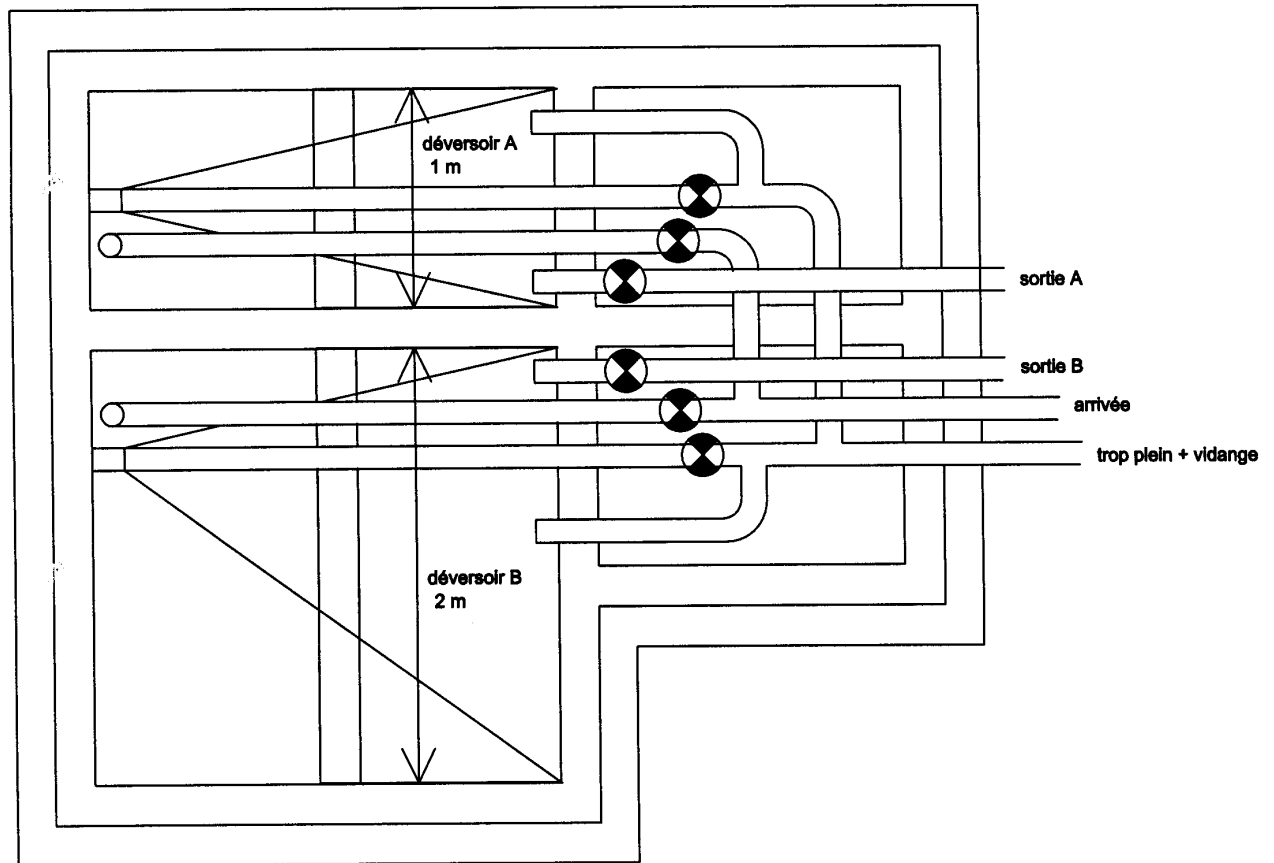 déversoir A
1 m
sortie A
sortie B
arrivée
trop plein + vidange
déversoir B
2 m